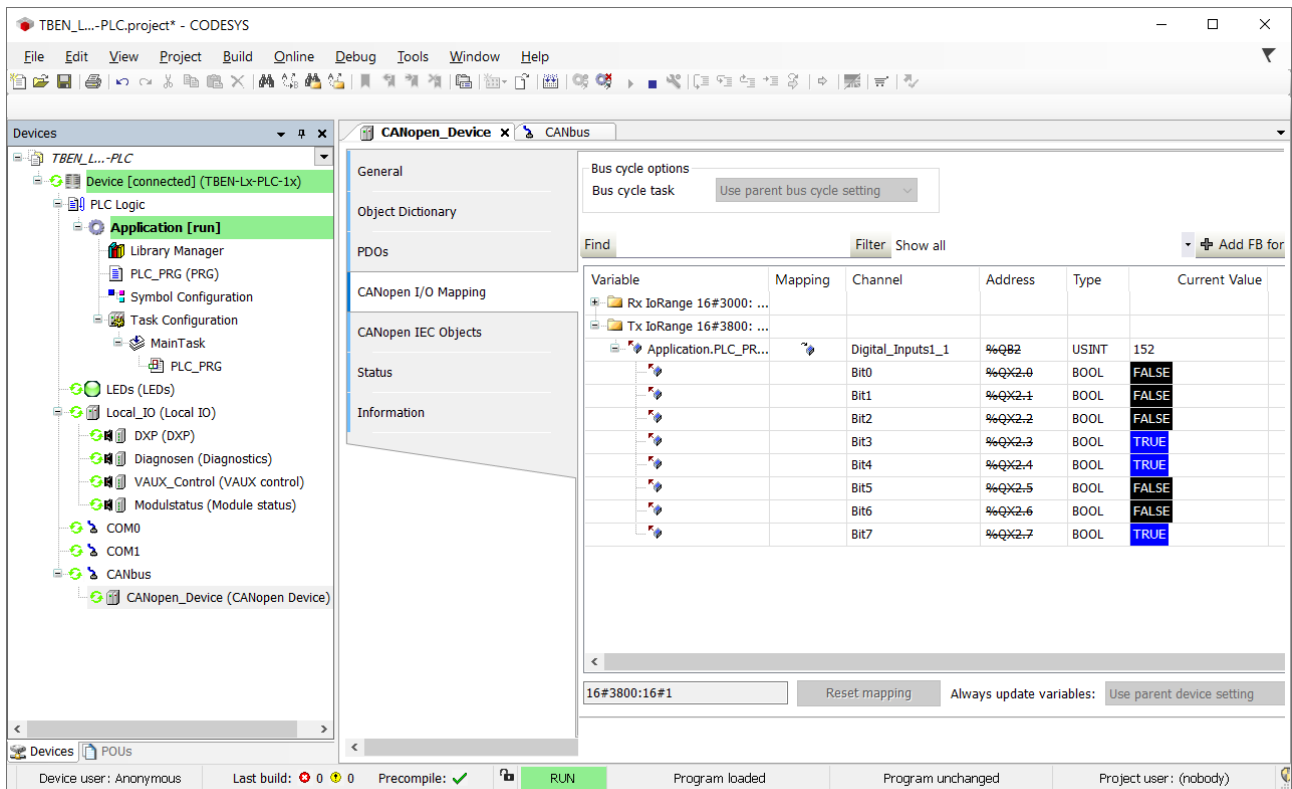 TBEN_L...-PLC.project* - CODESYS
File Edit View Project Build Online Debug Tools Window Help
Devices
TBEN_L...-PLC
Device [connected] (TBEN-Lx-PLC-1x)
PLC Logic
Application [run]
Library Manager
PLC_PRG (PRG)
Symbol Configuration
Task Configuration
MainTask
PLC_PRG
LEDs (LEDs)
Local_IO (Local IO)
DXP (DXP)
Diagnosen (Diagnostics)
VAUX_Control (VAUX control)
Modulstatus (Module status)
COM0
COM1
CANbus
CANopen_Device (CANopen Device)
Devices POUs
CANopen_Device CANbus
General
Object Dictionary
PDOs
CANopen I/O Mapping
CANopen IEC Objects
Status
Information
Bus cycle options
Bus cycle task Use parent bus cycle setting
Find Filter Show all Add FB for
Variable Mapping Channel Address Type Current Value
Rx IoRange 16#3000: ...
Tx IoRange 16#3800: ...
Application.PLC_PR... Digital_Inputs1_1 %QB2 USINT 152
Bit0 %QX2.0 BOOL FALSE
Bit1 %QX2.1 BOOL FALSE
Bit2 %QX2.2 BOOL FALSE
Bit3 %QX2.3 BOOL TRUE
Bit4 %QX2.4 BOOL TRUE
Bit5 %QX2.5 BOOL FALSE
Bit6 %QX2.6 BOOL FALSE
Bit7 %QX2.7 BOOL TRUE
16#3800:16#1 Reset mapping Always update variables: Use parent device setting
Device user: Anonymous Last build: 0 0 Precompile: RUN Program loaded Program unchanged Project user: (nobody)